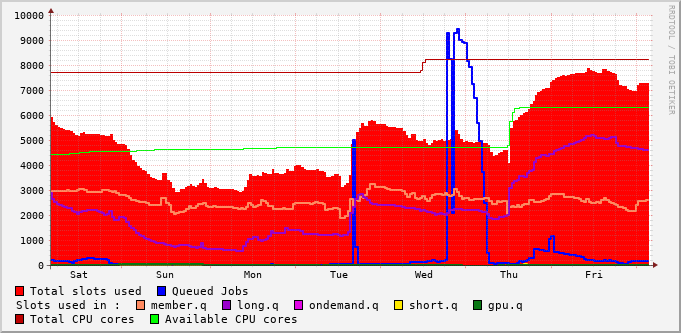 RRDTOOL / TOBI OETIKER
10000
9000
8000
7000
6000
5000
4000
3000
2000
1000
0
Sat Sun Mon Tue Wed Thu Fri
Total slots used Queued Jobs
Slots used in : member.q long.q ondemand.q short.q gpu.q
Total CPU cores Available CPU cores